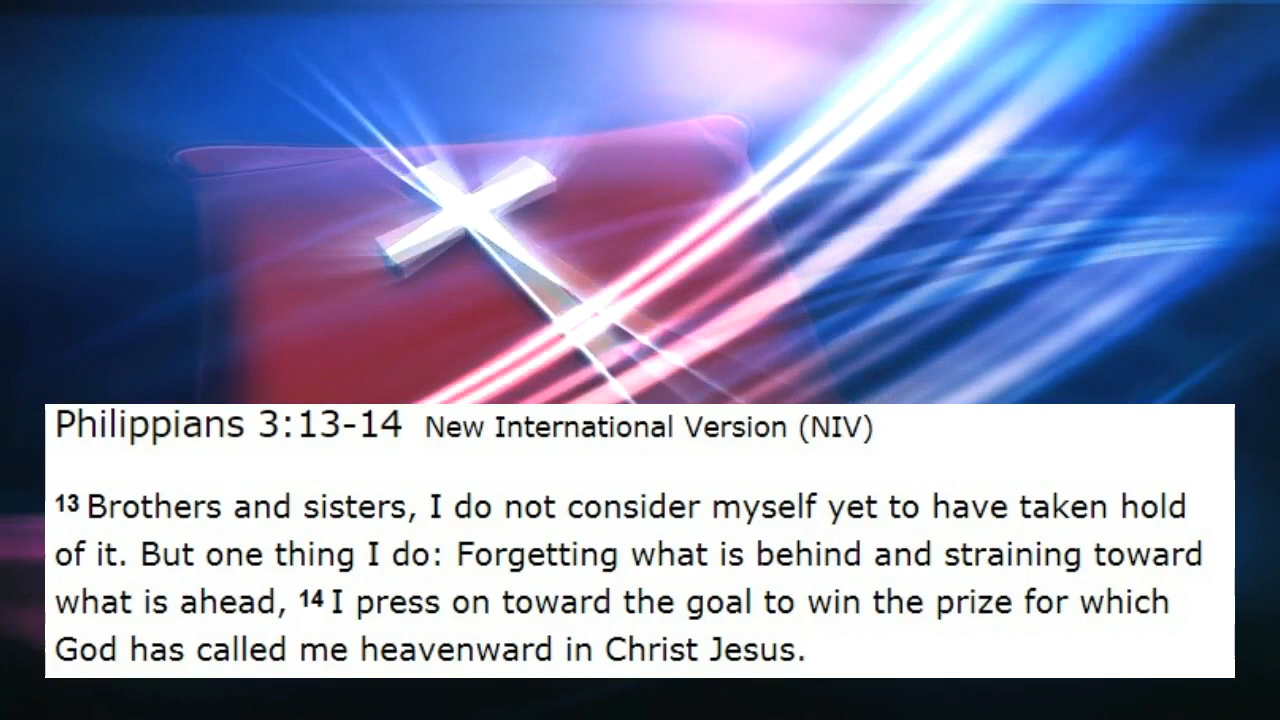 Philippians 3:13-14 New International Version (NIV)
13 Brothers and sisters, I do not consider myself yet to have taken hold
of it. But one thing I do: Forgetting what is behind and straining toward
what is ahead, 14 I press on toward the goal to win the prize for which
God has called me heavenward in Christ Jesus.